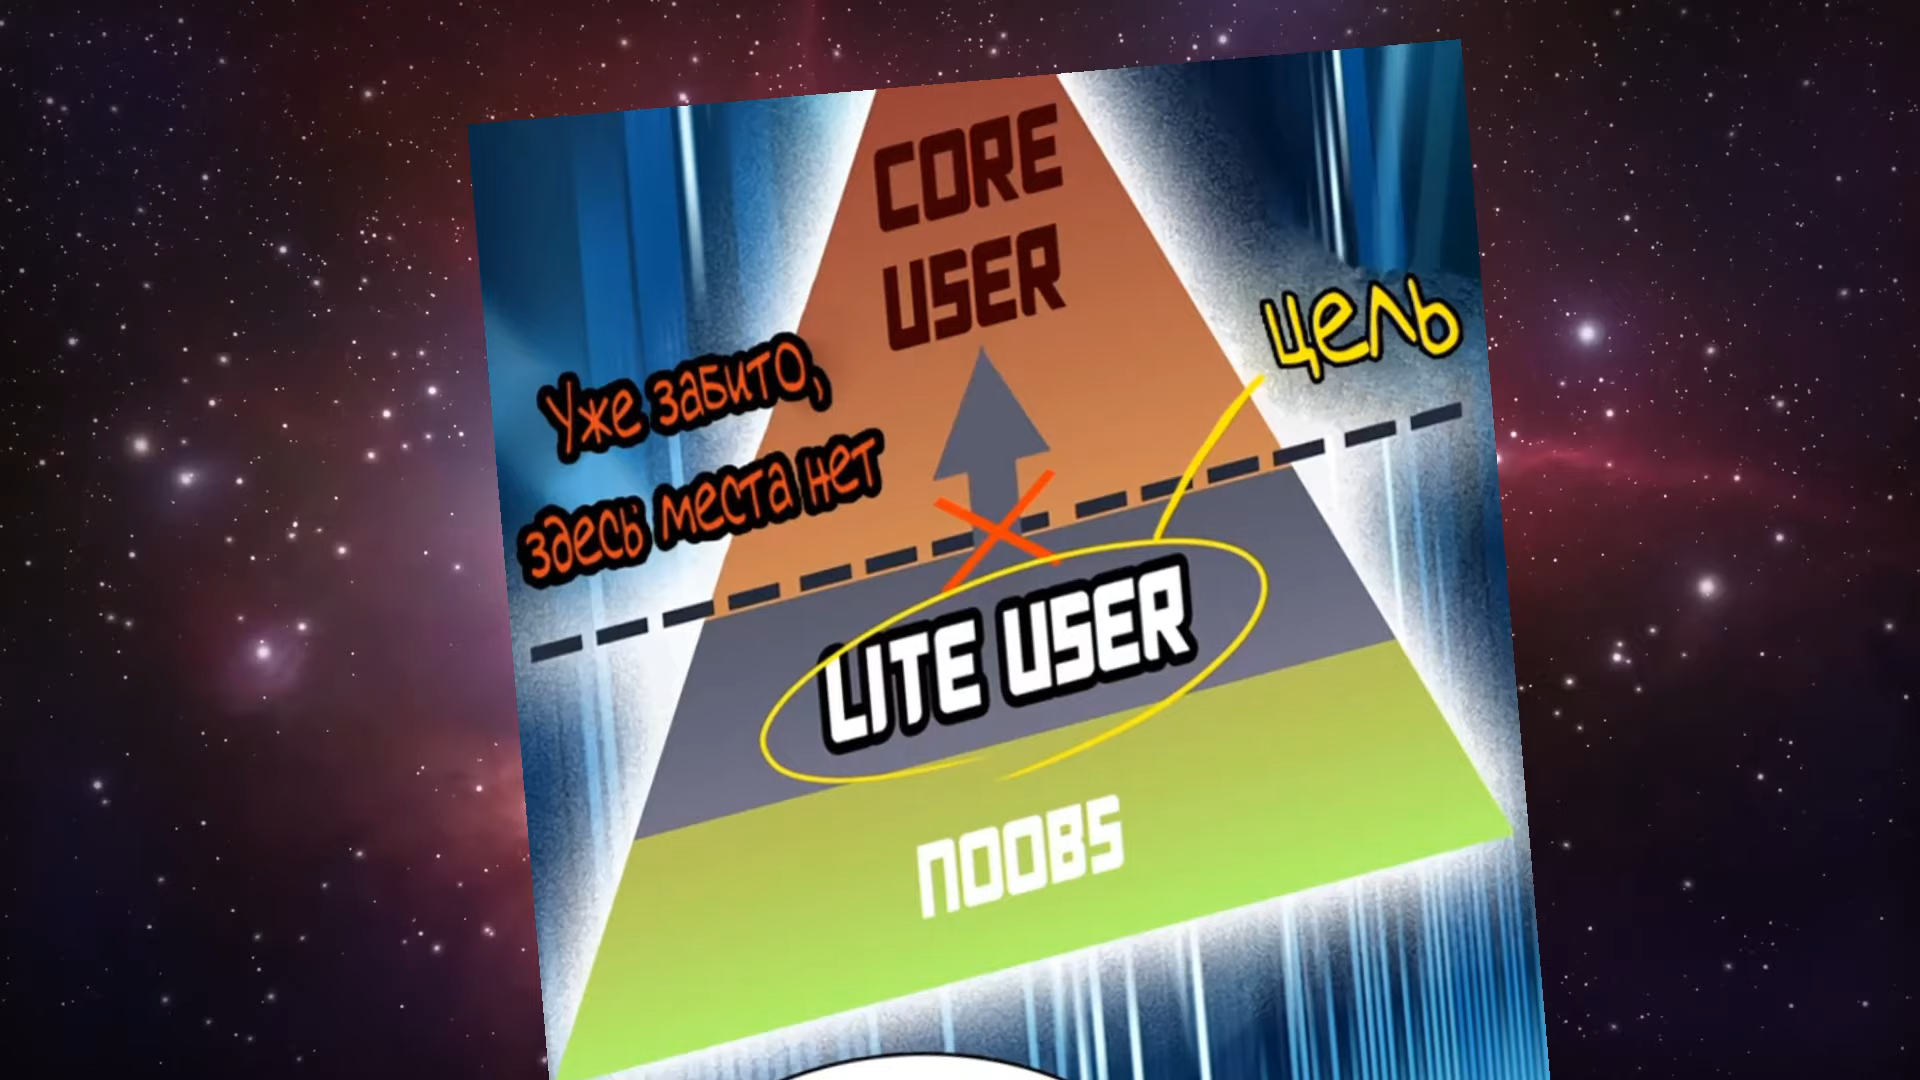 CORE
USER
цель
Уже забито,
здесь места нет
LITE USER
NOOBS